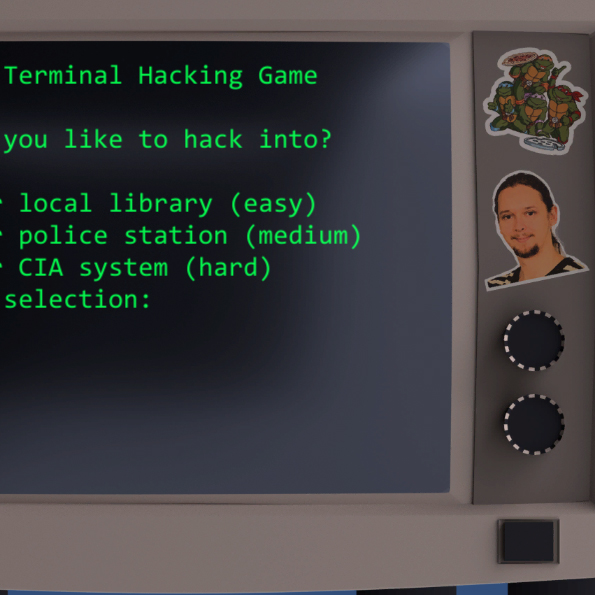 Terminal Hacking Game
you like to hack into?
local library (easy)
police station (medium)
CIA system (hard)
selection: